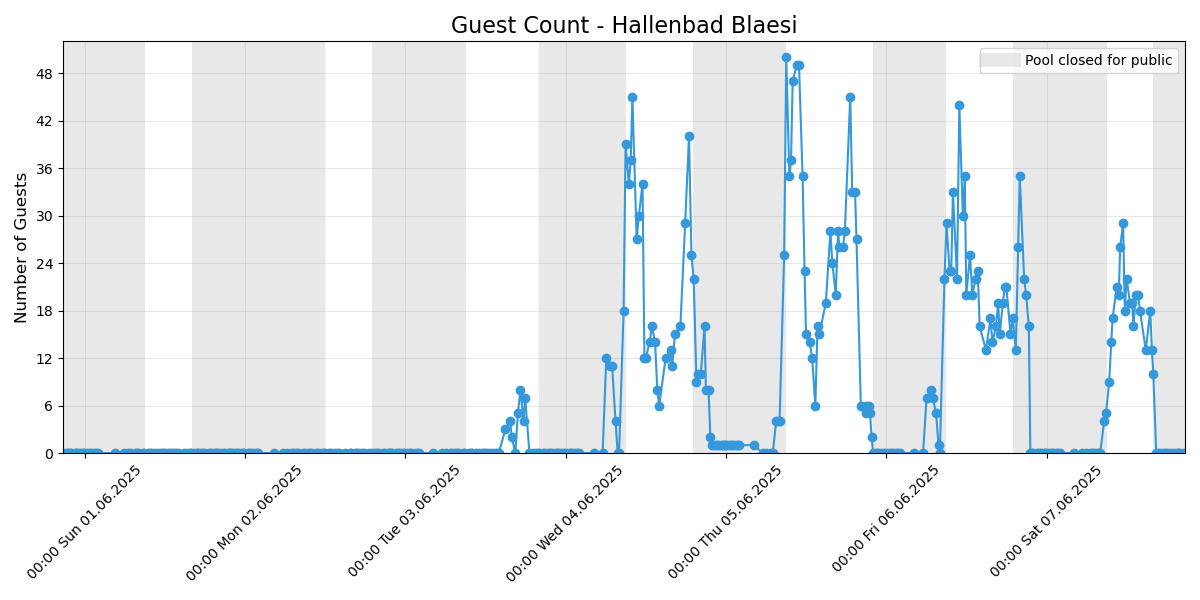 Guest Count - Hallenbad Blaesi
Pool closed for public
Number of Guests
48
42
36
30
24
18
12
6
0
00:00 Sun 01.06.2025
00:00 Mon 02.06.2025
00:00 Tue 03.06.2025
00:00 Wed 04.06.2025
00:00 Thu 05.06.2025
00:00 Fri 06.06.2025
00:00 Sat 07.06.2025